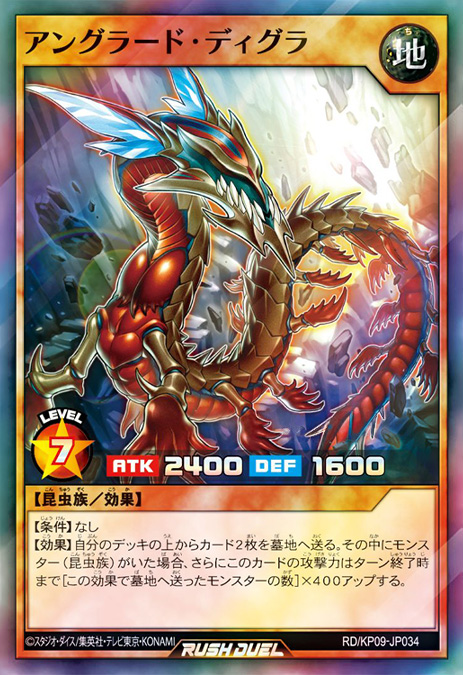 アングラード・ディグラ
地
LEVEL
7
ATK 2400 DEF 1600
【昆虫族／効果】
【条件】なし
【効果】自分のデッキの上からカード2枚を墓地へ送る。その中にモンス
ター（昆虫族）がいた場合、さらにこのカードの攻撃力はターン終了時
まで［この効果で墓地へ送ったモンスターの数］×400アップする。
©スタジオ・ダイス/集英社・テレビ東京・KONAMI
RUSH DUEL
RD/KP09-JP034